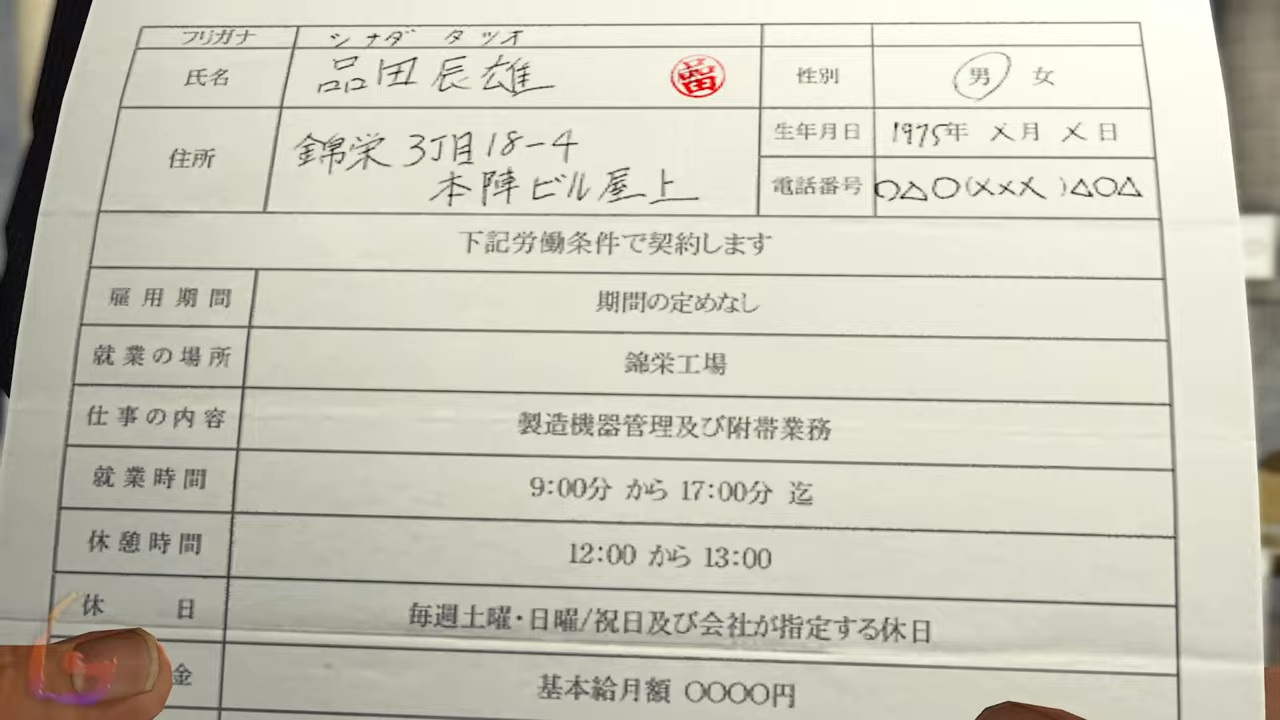 フリガナ シナダ タツオ
氏名 品田辰雄 性別 男 女
住所 錦栄3丁目18-4
本陣ビル屋上
生年月日 1975年 X月 X日
電話番号 〇△〇(XXX)△〇△
下記労働条件で契約します
雇用期間 期間の定めなし
就業の場所 錦栄工場
仕事の内容 製造機器管理及び附帯業務
就業時間 9:00分 から 17:00分 迄
休憩時間 12:00 から 13:00
休日 毎週土曜・日曜/祝日及び会社が指定する休日
金 基本給月額 〇〇〇〇円